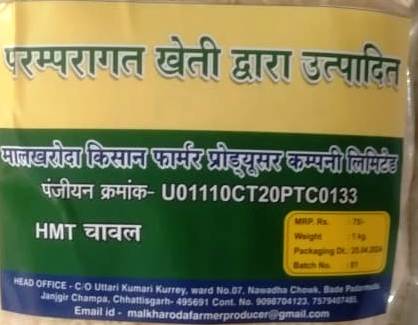 परम्परागत खेती द्वारा उत्पादित
मालखरोदा किसान फार्मर प्रोड्यूसर कम्पनी लिमिटेड
पंजीयन क्रमांक- U01110CT20PTC0133
HMT चावल
MRP. Rs. : 75/-
Weight : 1 kg.
Packaging Dt. : 20.04.2024
Batch No. : 01
HEAD OFFICE - C/O Uttari Kumari Kurrey, ward No.07, Nawadha Chowk, Bade Padarmuda,
Janjgir Champa, Chhattisgarh- 495691 Cont. No. 9098704123, 7579407485,
Email id - malkharodafarmerproducer@gmail.com